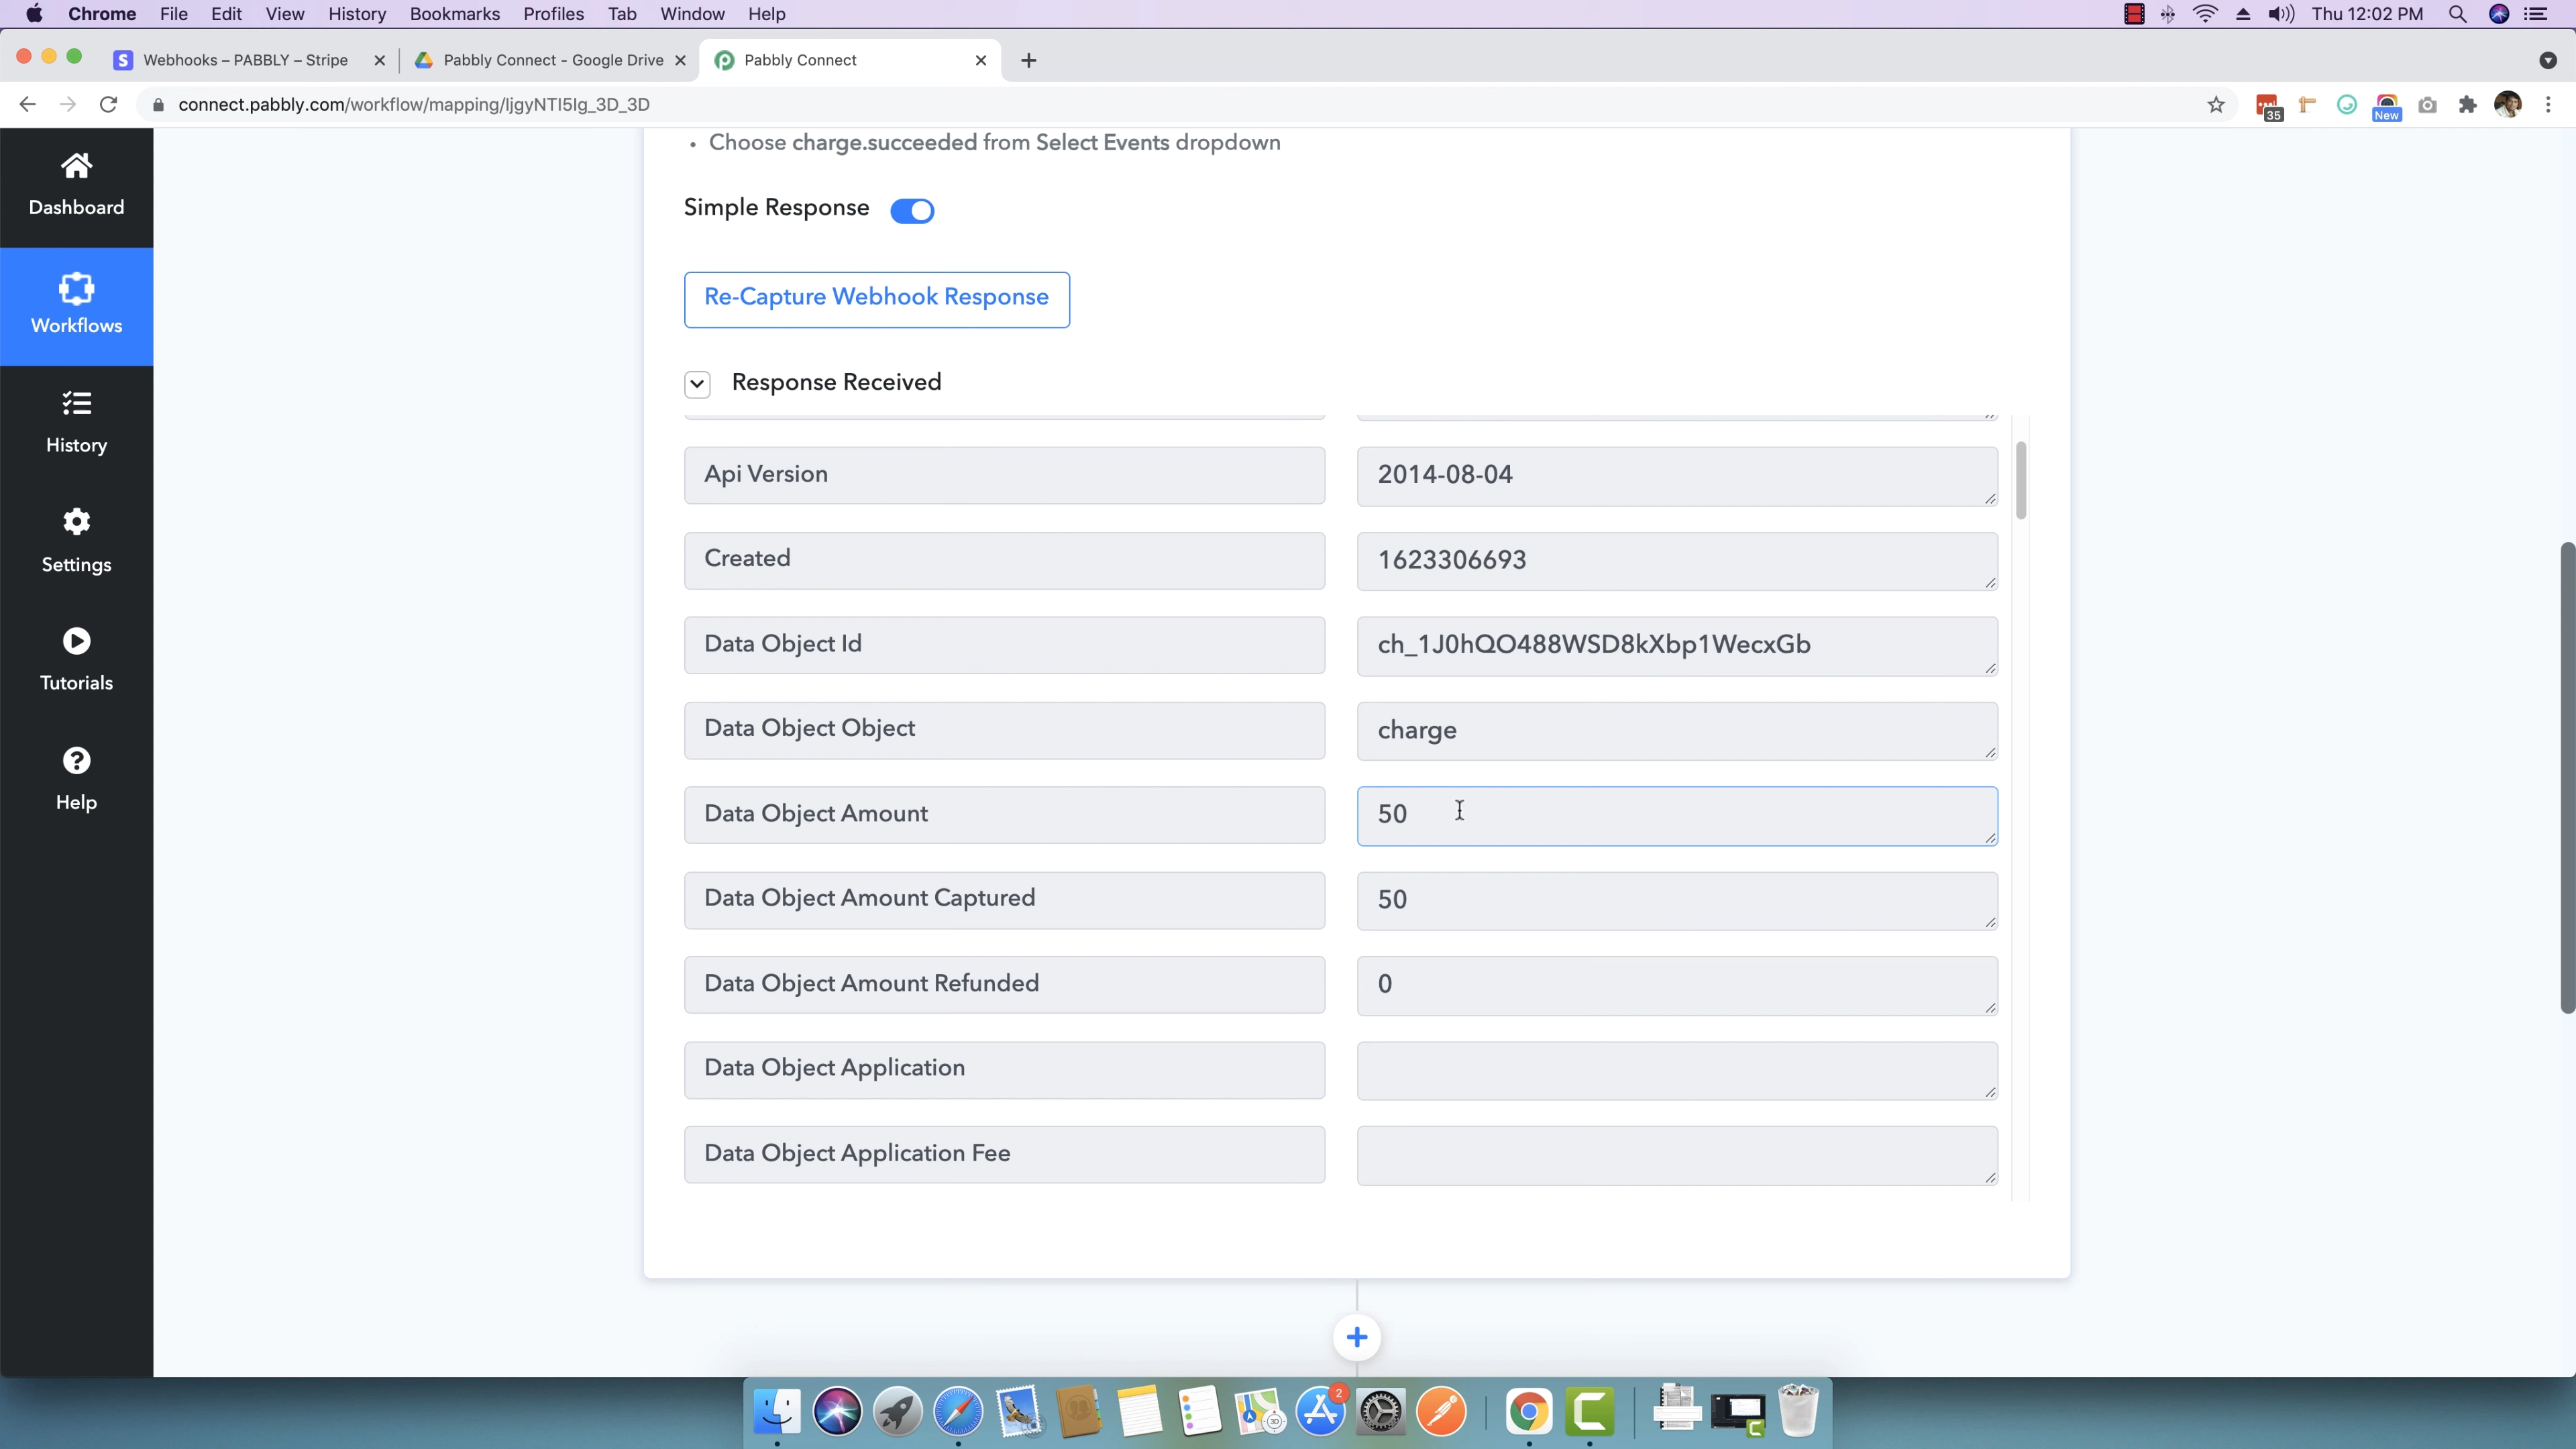 Chrome File Edit View History Bookmarks Profiles Tab Window Help Thu 12:02 PM
Webhooks – PABBLY – Stripe Pabbly Connect - Google Drive Pabbly Connect
connect.pabbly.com/workflow/mapping/IjgyNTI5Ig_3D_3D 35 New
• Choose charge.succeeded from Select Events dropdown
Dashboard
Simple Response
Re-Capture Webhook Response
Workflows
Response Received
History
Api Version 2014-08-04
Created 1623306693
Settings
Data Object Id ch_1J0hQO488WSD8kXbp1WecxGb
Tutorials
Data Object Object charge
Help
Data Object Amount 50
Data Object Amount Captured 50
Data Object Amount Refunded 0
Data Object Application
Data Object Application Fee
2
3D